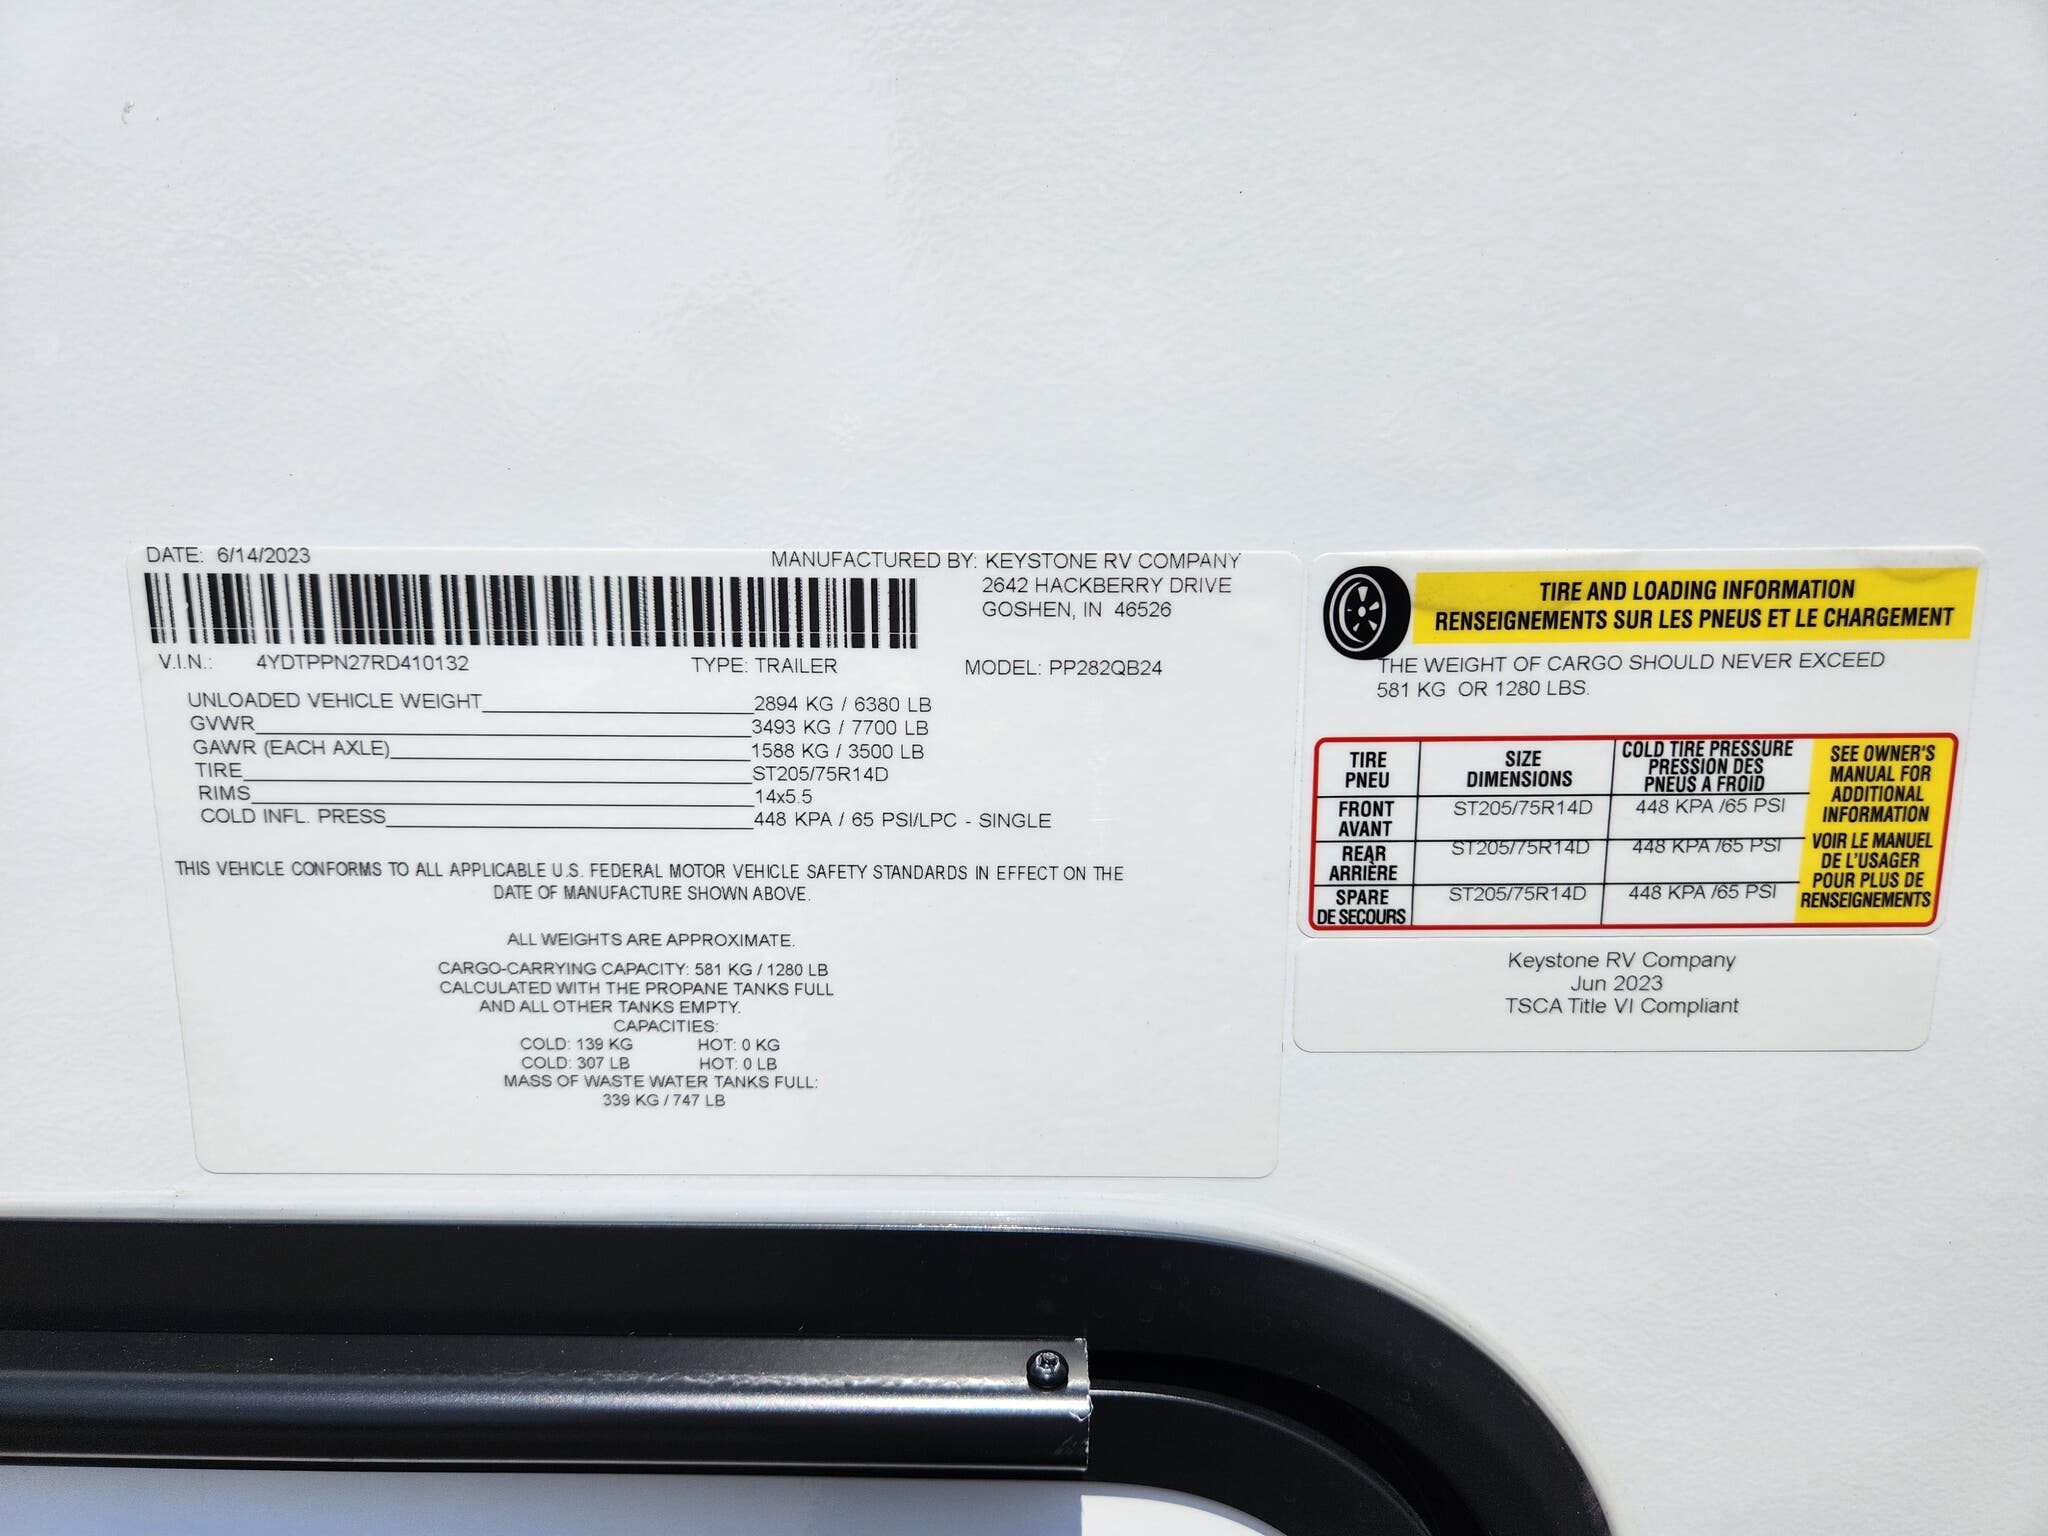 DATE: 6/14/2023
MANUFACTURED BY: KEYSTONE RV COMPANY
2642 HACKBERRY DRIVE
GOSHEN, IN 46526
V.I.N.: 4YDTPPN27RD410132 TYPE: TRAILER MODEL: PP282QB24
UNLOADED VEHICLE WEIGHT 2894 KG / 6380 LB
GVWR 3493 KG / 7700 LB
GAWR (EACH AXLE) 1588 KG / 3500 LB
TIRE ST205/75R14D
RIMS 14x5.5
COLD INFL. PRESS 448 KPA / 65 PSI/LPC - SINGLE
THIS VEHICLE CONFORMS TO ALL APPLICABLE U.S. FEDERAL MOTOR VEHICLE SAFETY STANDARDS IN EFFECT ON THE
DATE OF MANUFACTURE SHOWN ABOVE.
ALL WEIGHTS ARE APPROXIMATE.
CARGO-CARRYING CAPACITY: 581 KG / 1280 LB
CALCULATED WITH THE PROPANE TANKS FULL
AND ALL OTHER TANKS EMPTY.
CAPACITIES:
COLD: 139 KG HOT: 0 KG
COLD: 307 LB HOT: 0 LB
MASS OF WASTE WATER TANKS FULL:
339 KG / 747 LB
TIRE AND LOADING INFORMATION
RENSEIGNEMENTS SUR LES PNEUS ET LE CHARGEMENT
THE WEIGHT OF CARGO SHOULD NEVER EXCEED
581 KG OR 1280 LBS.
TIRE
PNEU
SIZE
DIMENSIONS
COLD TIRE PRESSURE
PRESSION DES
PNEUS A FROID
FRONT
AVANT
ST205/75R14D 448 KPA /65 PSI
REAR
ARRIÈRE
ST205/75R14D 448 KPA /65 PSI
SPARE
DE SECOURS
ST205/75R14D 448 KPA /65 PSI
SEE OWNER'S
MANUAL FOR
ADDITIONAL
INFORMATION
VOIR LE MANUEL
DE L'USAGER
POUR PLUS DE
RENSEIGNEMENTS
Keystone RV Company
Jun 2023
TSCA Title VI Compliant